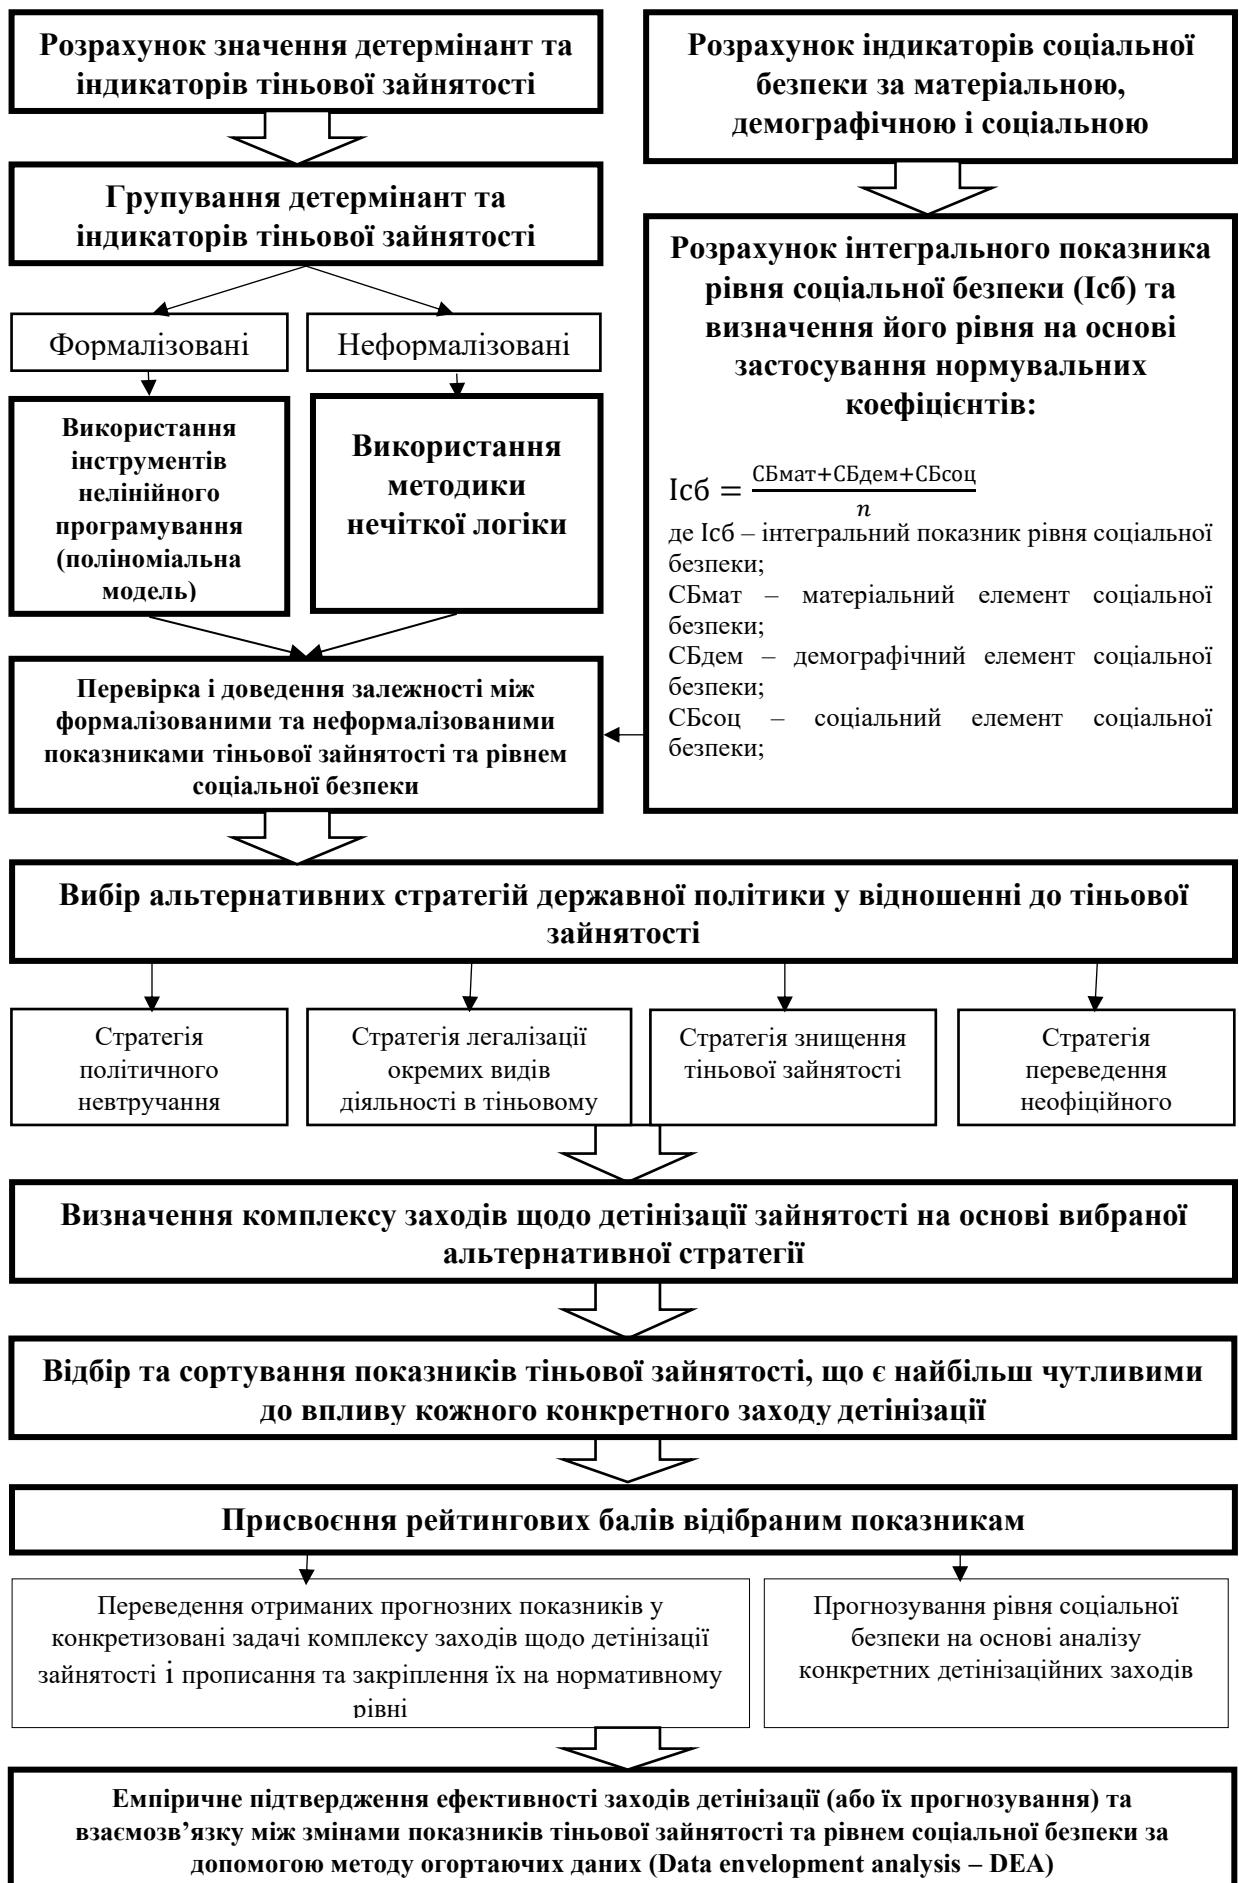 Розрахунок значення детермінант та
індикаторів тіньової зайнятості
Розрахунок індикаторів соціальної
безпеки за матеріальною,
демографічною і соціальною
Групування детермінант та
індикаторів тіньової зайнятості
Формалізовані
Неформалізовані
Використання
інструментів
нелінійного
програмування
(поліноміальна
модель)
Використання
методики
нечіткої логіки
Розрахунок інтегрального показника
рівня соціальної безпеки (Ісб) та
визначення його рівня на основі
застосування нормувальних
коефіцієнтів:
Ісб = СБмат+СБдем+СБсоц
n
де Ісб – інтегральний показник рівня соціальної
безпеки;
СБмат – матеріальний елемент соціальної
безпеки;
СБдем – демографічний елемент соціальної
безпеки;
СБсоц – соціальний елемент соціальної
безпеки;
Перевірка і доведення залежності між
формалізованими та неформалізованими
показниками тіньової зайнятості та рівнем
соціальної безпеки
Вибір альтернативних стратегій державної політики у відношенні до тіньової
зайнятості
Стратегія
політичного
невтручання
Стратегія легалізації
окремих видів
діяльності в тіньовому
Стратегія знищення
тіньової зайнятості
Стратегія
переведення
неофіційного
Визначення комплексу заходів щодо детінізації зайнятості на основі вибраної
альтернативної стратегії
Відбір та сортування показників тіньової зайнятості, що є найбільш чутливими
до впливу кожного конкретного заходу детінізації
Присвоєння рейтингових балів відібраним показникам
Переведення отриманих прогнозних показників у
конкретизовані задачі комплексу заходів щодо детінізації
зайнятості і прописання та закріплення їх на нормативному
рівні
Прогнозування рівня соціальної
безпеки на основі аналізу
конкретних детінізаційних заходів
Емпіричне підтвердження ефективності заходів детінізації (або їх прогнозування) та
взаємозв’язку між змінами показників тіньової зайнятості та рівнем соціальної безпеки за
допомогою методу огортаючих даних (Data envelopment analysis – DEA)